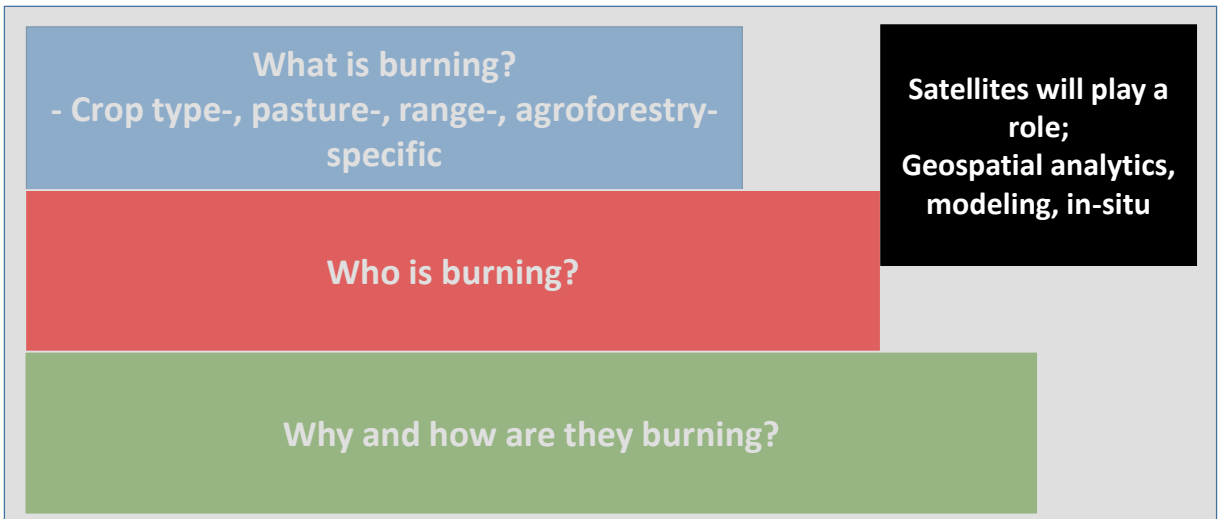 What is burning?
- Crop type-, pasture-, range-, agroforestry-
specific
Satellites will play a
role;
Geospatial analytics,
modeling, in-situ
Who is burning?
Why and how are they burning?